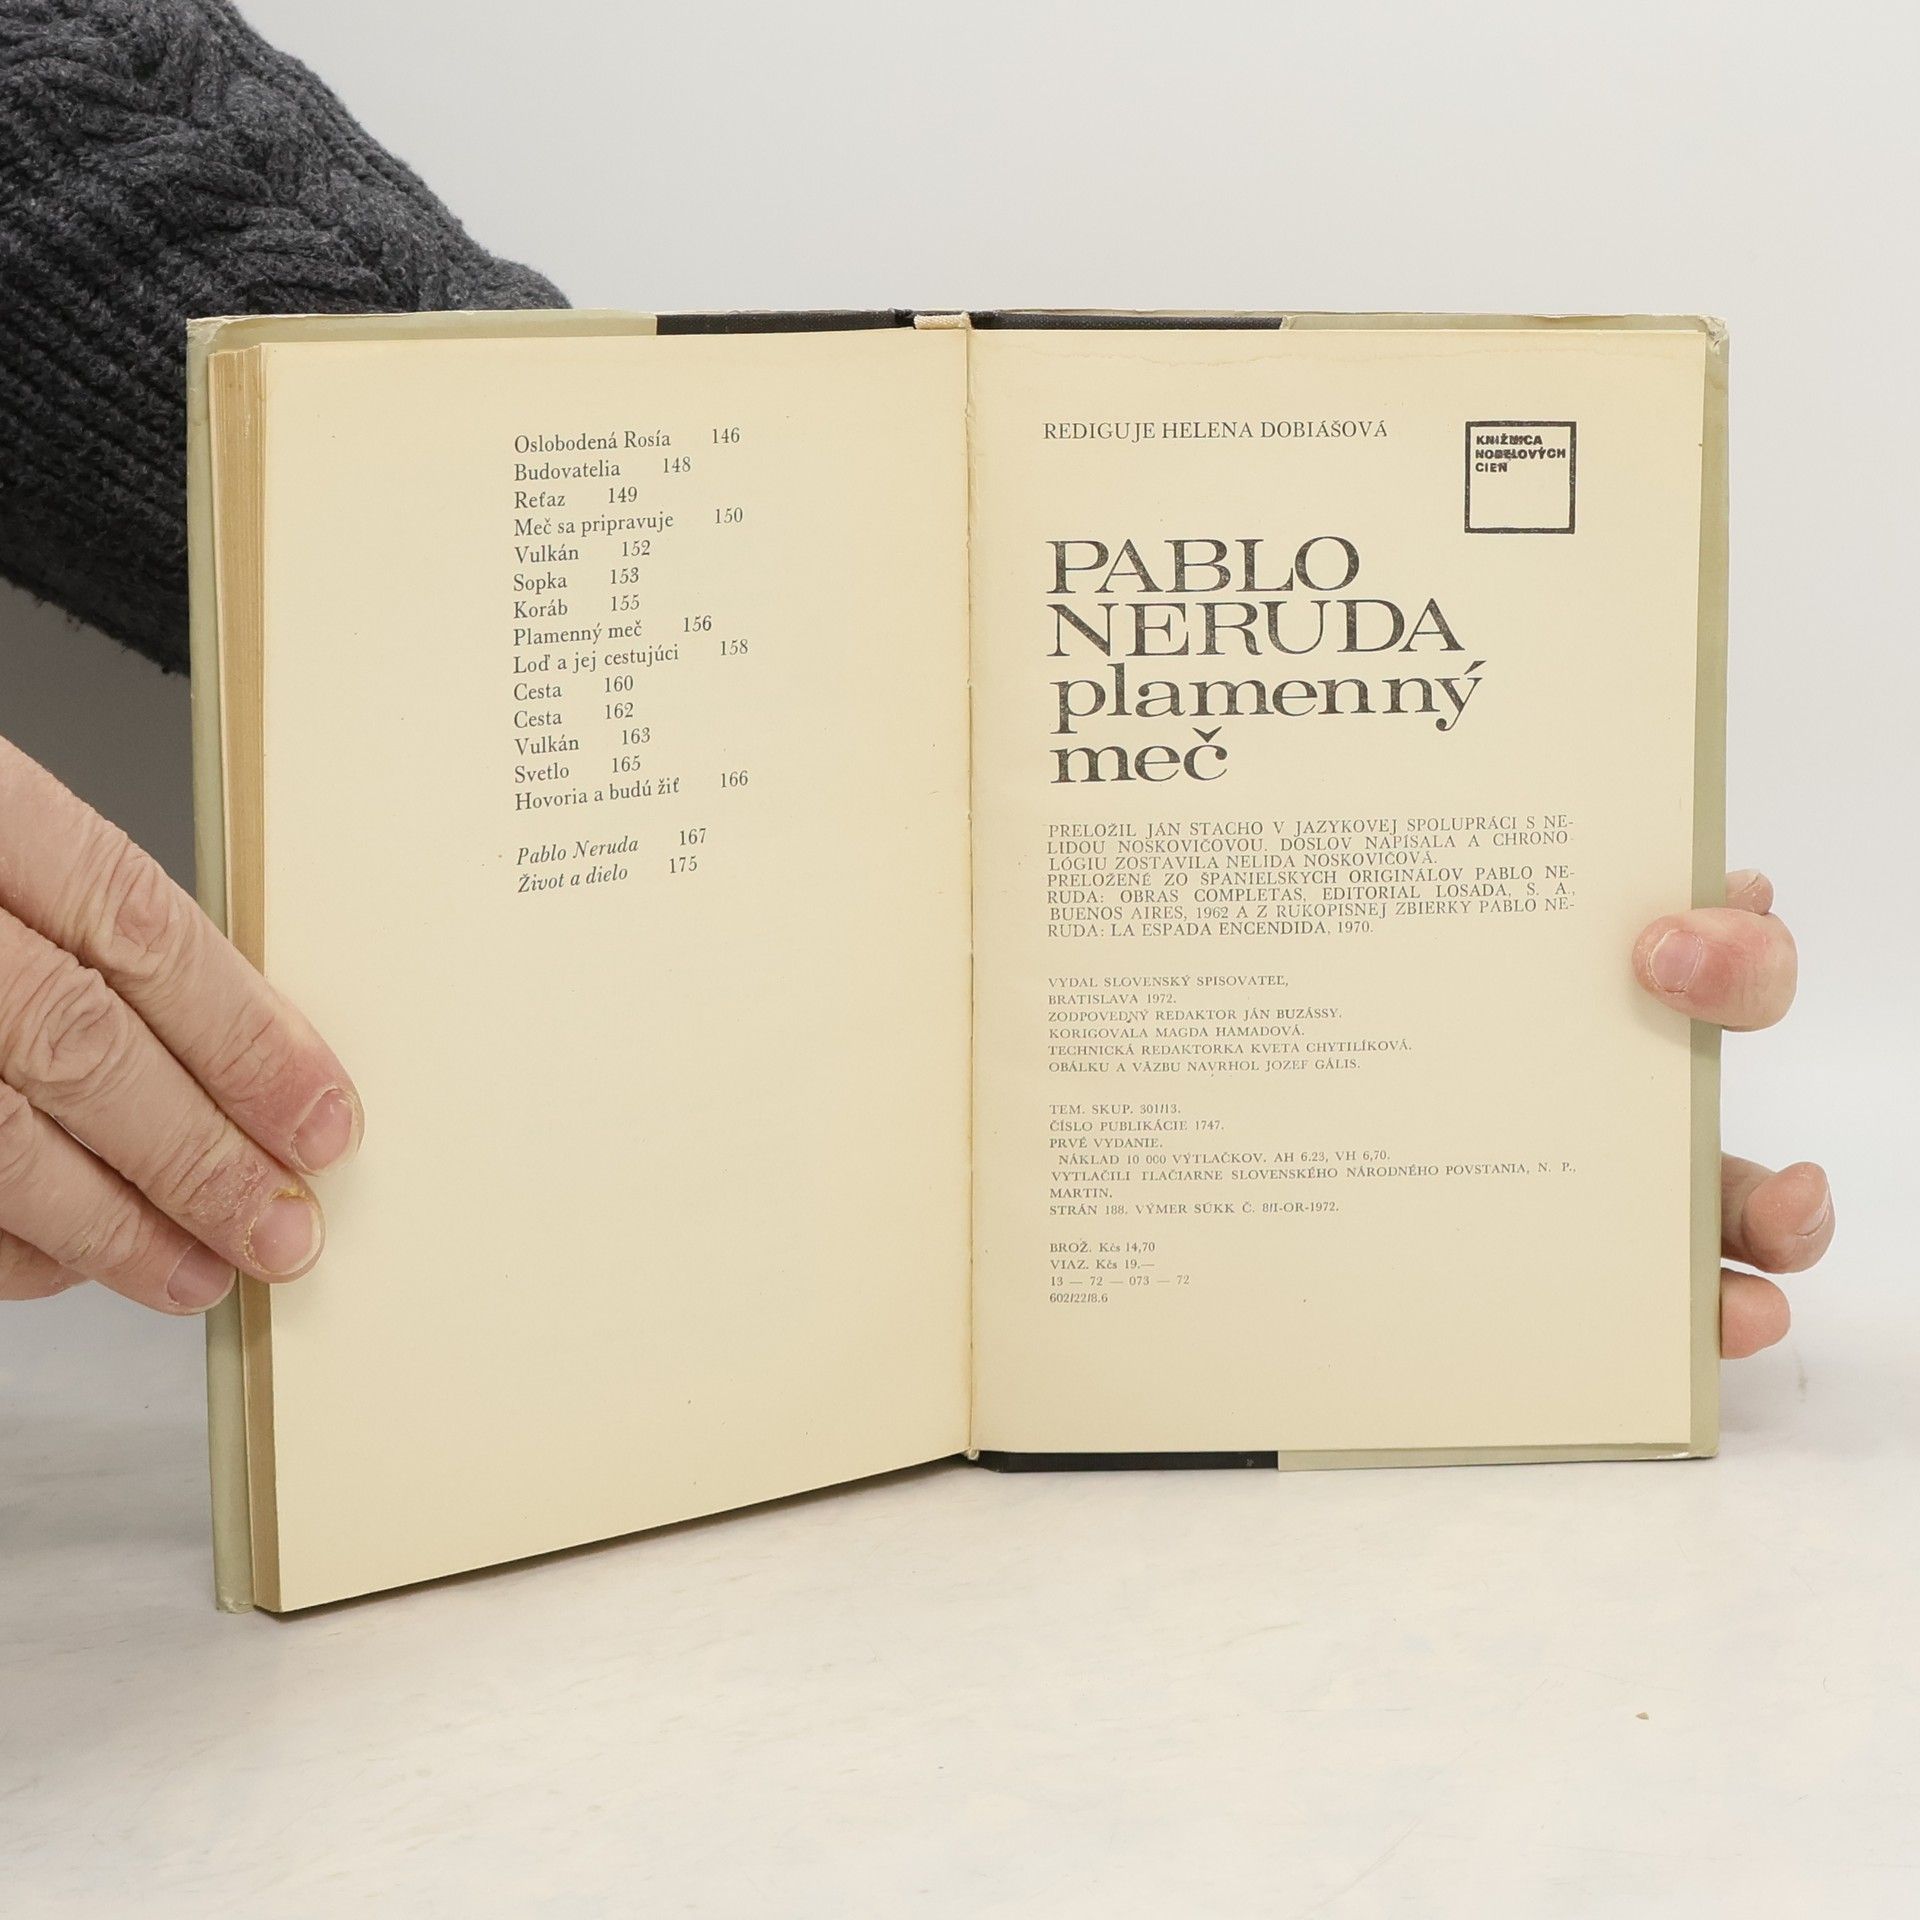 Oslobodená Rosía 146
Budovatelia 148
Reťaz 149
Meč sa pripravuje 150
Vulkán 152
Sopka 153
Koráb 155
Plamenný meč 156
Loď a jej cestujúci 158
Cesta 160
Cesta 162
Vulkán 163
Svetlo 165
Hovoria a budú žiť 166
Pablo Neruda 167
Život a dielo 175
REDIGUJE HELENA DOBIÁŠOVÁ
KNIŽNICA
NOBELOVÝCH
CIEN
PABLO
NERUDA
plamenný
meč
PRELOŽIL JÁN STACHO V JAZYKOVEJ SPOLUPRÁCI S NE-
LIDOU NOSKOVIČOVOU. DOSLOV NAPÍSALA A CHRONO-
LÓGIU ZOSTAVILA NELIDA NOSKOVIČOVÁ.
PRELOŽENÉ ZO ŠPANIELSKYCH ORIGINÁLOV PABLO NE-
RUDA: OBRAS COMPLETAS, EDITORIAL LOSADA, S. A.,
BUENOS AIRES, 1962 A Z RUKOPISNEJ ZBIERKY PABLO NE-
RUDA: LA ESPADA ENCENDIDA, 1970.
VYDAL SLOVENSKÝ SPISOVATEĽ,
BRATISLAVA 1972.
ZODPOVEDNÝ REDAKTOR JÁN BUZÁSSY.
KORIGOVALA MAGDA HAMADOVÁ.
TECHNICKÁ REDAKTORKA KVETA CHYTILÍKOVÁ.
OBÁLKU A VÄZBU NAVRHOL JOZEF GÁLIS.
TEM. SKUP. 301/13.
ČÍSLO PUBLIKÁCIE 1747.
PRVÉ VYDANIE.
NÁKLAD 10 000 VÝTLAČKOV. AH 6.23, VH 6,70.
VYTLAČILI TLAČIARNE SLOVENSKÉHO NÁRODNÉHO POVSTANIA, N. P.,
MARTIN.
STRÁN 188. VÝMER SÚKK Č. 8/I-OR-1972.
BROŽ. Kčs 14,70
VIAZ. Kčs 19.—
13 — 72 — 073 — 72
602/22/8.6